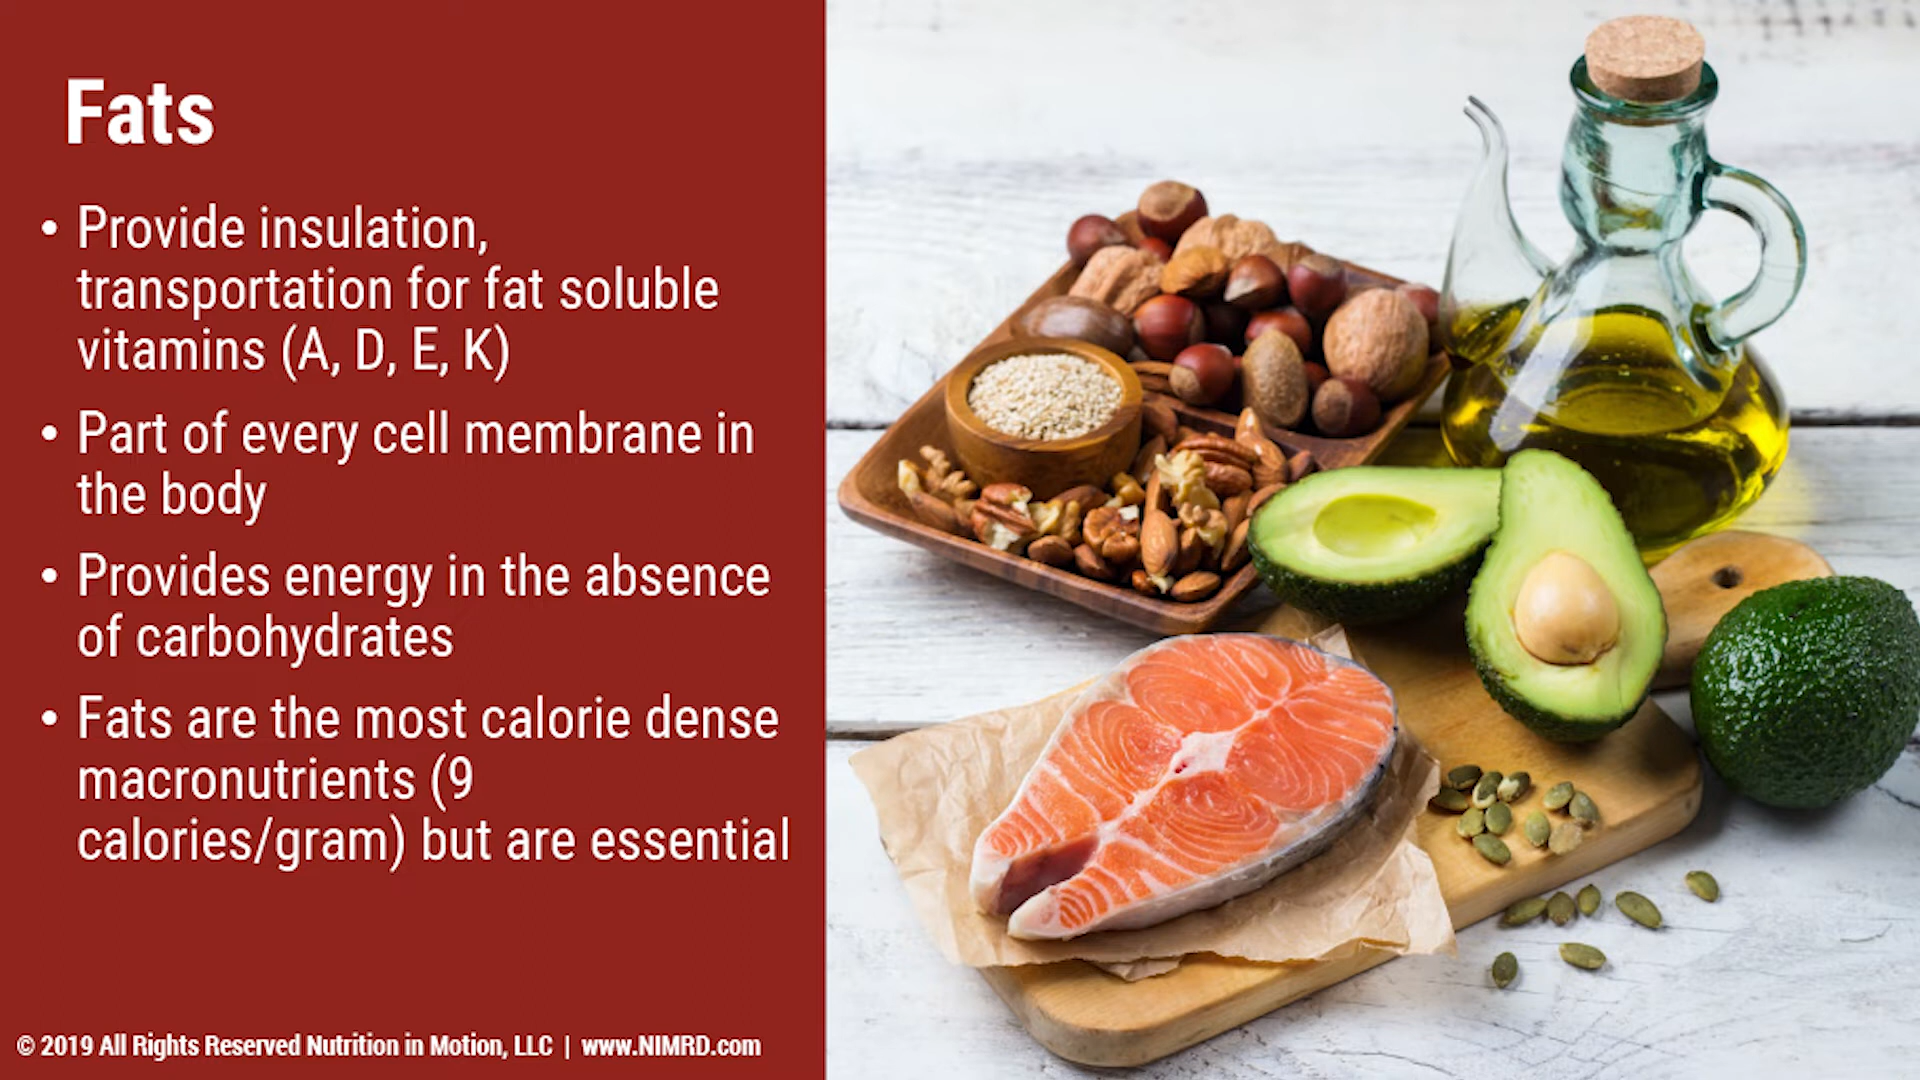 Fats
• Provide insulation,
transportation for fat soluble
vitamins (A, D, E, K)
• Part of every cell membrane in
the body
• Provides energy in the absence
of carbohydrates
• Fats are the most calorie dense
macronutrients (9
calories/gram) but are essential
© 2019 All Rights Reserved Nutrition in Motion, LLC | www.NIMRD.com